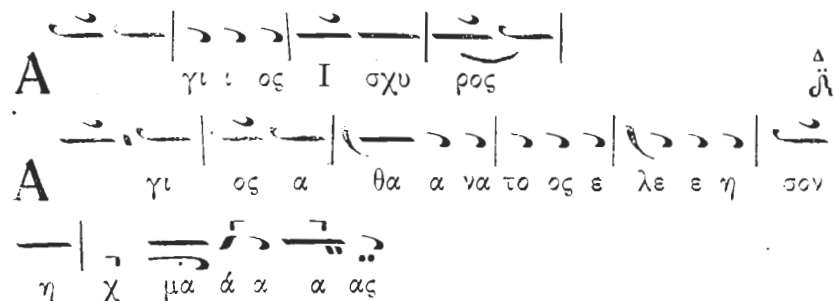 Α γι ι ος Ι σχυ ρος Δ
Α γι ος α θα α να το ος ε λε ε η σον
η χ μα ά α α ας